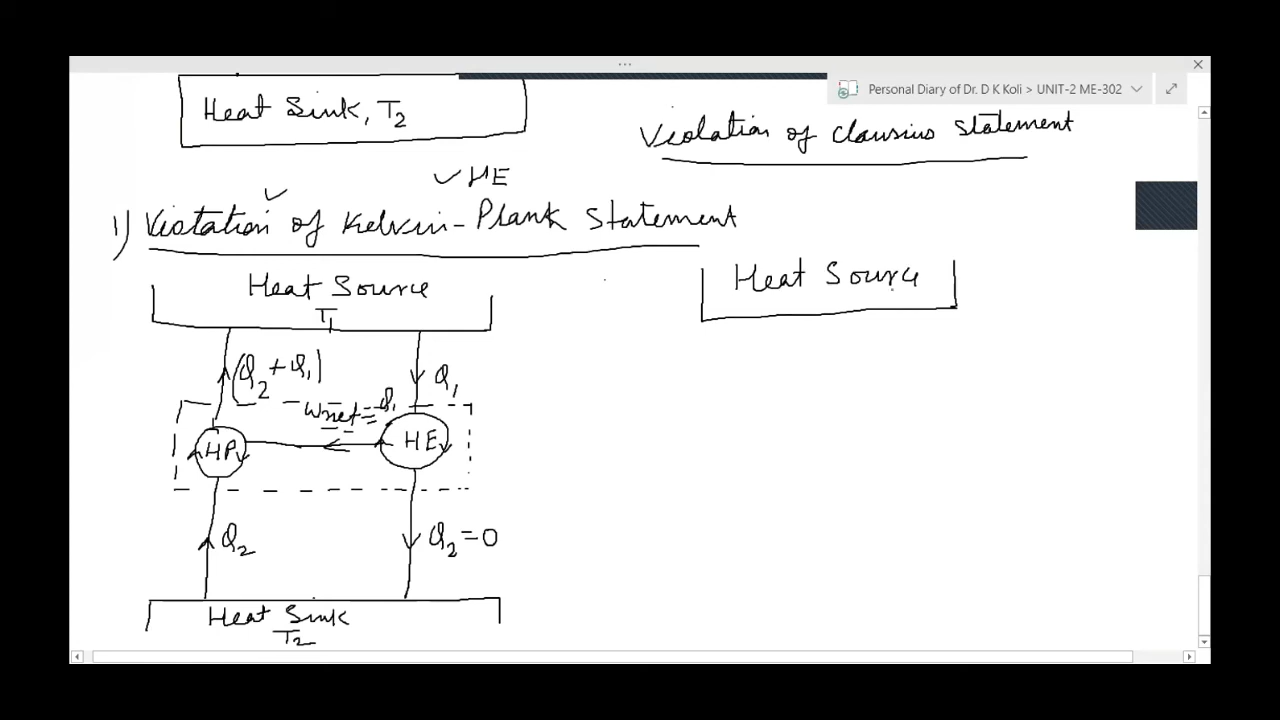 Personal Diary of Dr. D K Koli > UNIT-2 ME-302
Heat Sink, T2
Violation of Clausius Statement
✓ HE
1) Violation of Kelvin-Plank Statement
Heat Source
T1
Heat Source
(Q2 + Q1)
Q1
Wnet = Q1
HP
HE
Q2
Q2 = 0
Heat Sink
T2